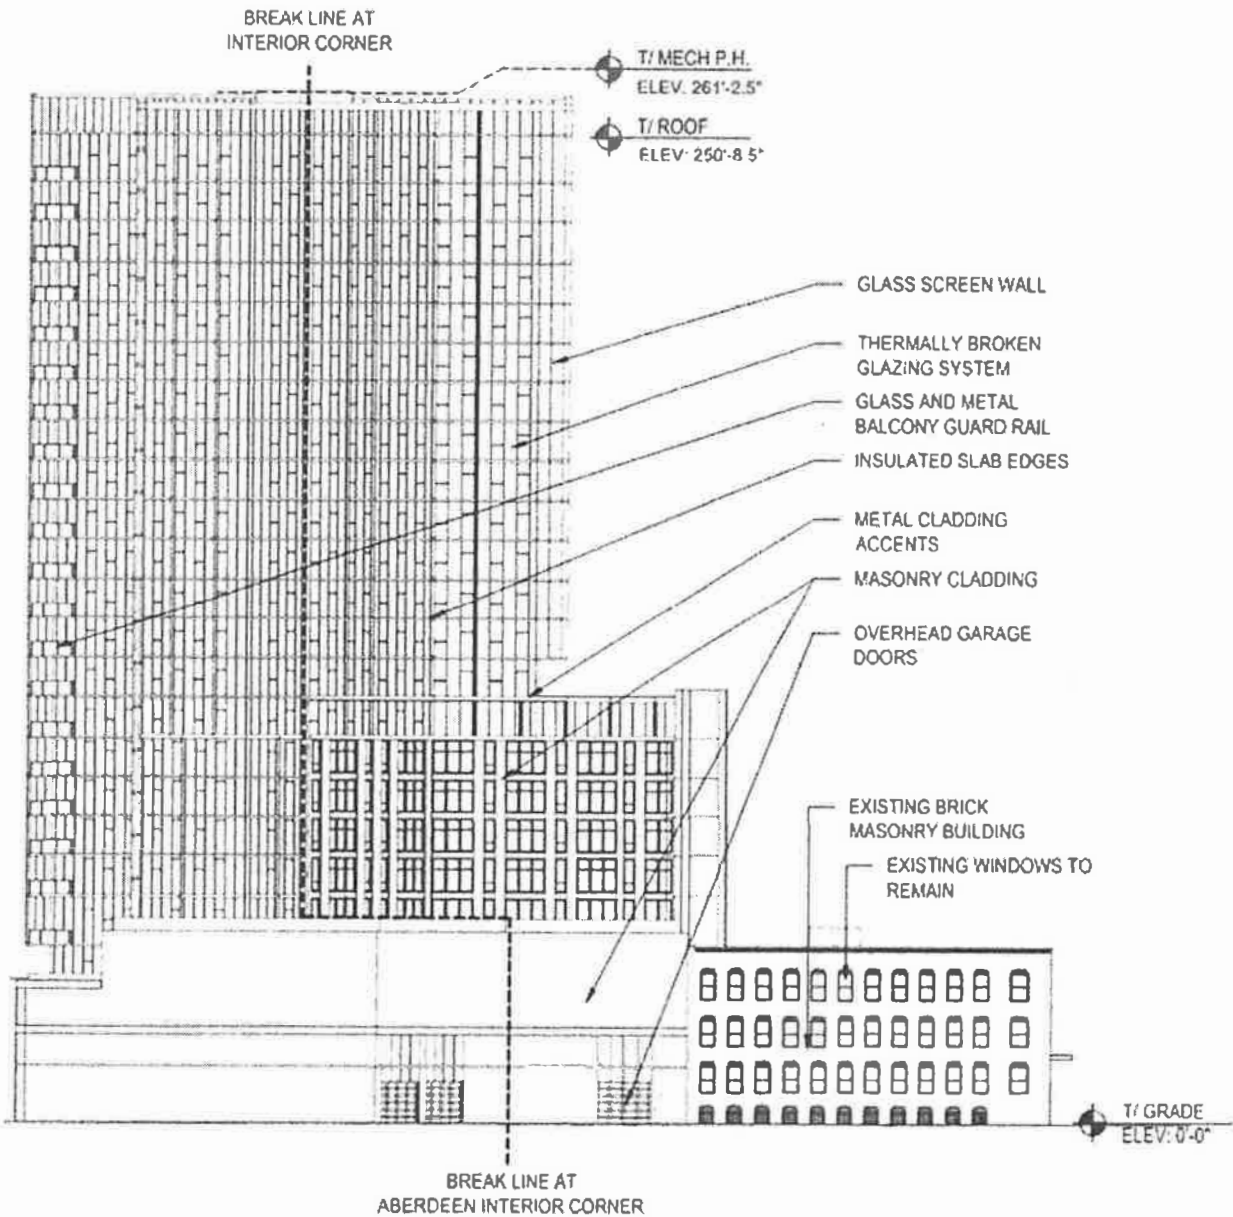 BREAK LINE AT
INTERIOR CORNER
T/ MECH P.H.
ELEV. 261'-2.5"
T/ ROOF
ELEV: 250'-8.5"
GLASS SCREEN WALL
THERMALLY BROKEN
GLAZING SYSTEM
GLASS AND METAL
BALCONY GUARD RAIL
INSULATED SLAB EDGES
METAL CLADDING
ACCENTS
MASONRY CLADDING
OVERHEAD GARAGE
DOORS
EXISTING BRICK
MASONRY BUILDING
EXISTING WINDOWS TO
REMAIN
T/ GRADE
ELEV: 0'-0"
BREAK LINE AT
ABERDEEN INTERIOR CORNER